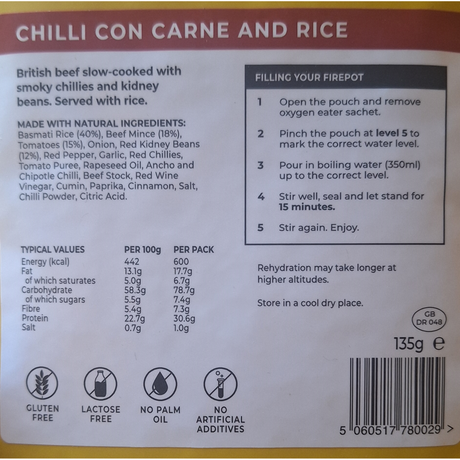 CHILLI CON CARNE AND RICE
British beef slow-cooked with
smoky chillies and kidney
beans. Served with rice.
MADE WITH NATURAL INGREDIENTS:
Basmati Rice (40%), Beef Mince (18%),
Tomatoes (15%), Onion, Red Kidney Beans
(12%), Red Pepper, Garlic, Red Chillies,
Tomato Puree, Rapeseed Oil, Ancho and
Chipotle Chilli, Beef Stock, Red Wine
Vinegar, Cumin, Paprika, Cinnamon, Salt,
Chilli Powder, Citric Acid.
TYPICAL VALUES PER 100g PER PACK
Energy (kcal) 442 600
Fat 13.1g 17.7g
of which saturates 5.0g 6.7g
Carbohydrate 58.3g 78.7g
of which sugars 5.5g 7.4g
Fibre 5.4g 7.3g
Protein 22.7g 30.6g
Salt 0.7g 1.0g
GLUTEN
FREE
LACTOSE
FREE
NO PALM
OIL
NO
ARTIFICIAL
ADDITIVES
FILLING YOUR FIREPOT
1 Open the pouch and remove
oxygen eater sachet.
2 Pinch the pouch at level 5 to
mark the correct water level.
3 Pour in boiling water (350ml)
up to the correct level.
4 Stir well, seal and let stand for
15 minutes.
5 Stir again. Enjoy.
Rehydration may take longer at
higher altitudes.
Store in a cool dry place.
GB
DR 048
135g e
5 060517 780029 >